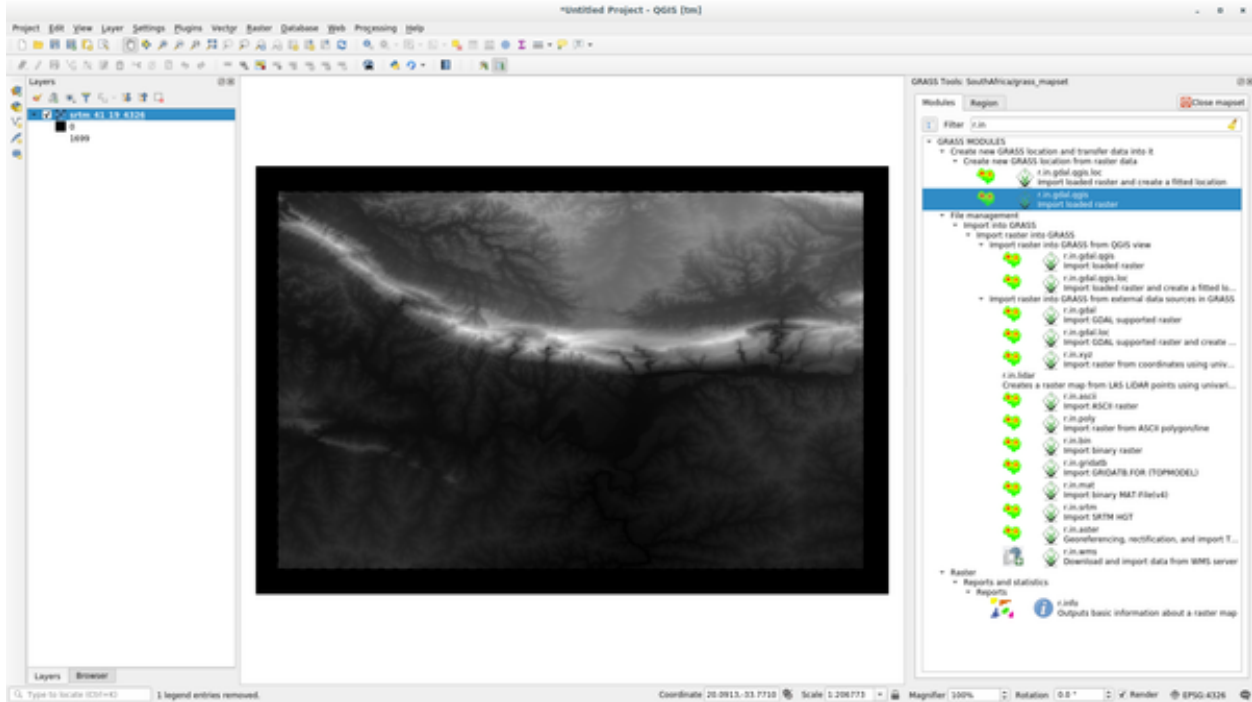 *Untitled Project - QGIS [tm]
Project Edit View Layer Settings Plugins Vector Raster Database Web Processing Help
Layers
srtm_41_19_4326
0
1699
GRASS Tools: SouthAfrica/grass_mapset
Modules Region Close mapset
Filter r.in
GRASS MODULES
Create new GRASS location and transfer data into it
Create new GRASS location from raster data
r.in.gdal.qgis.loc
Import loaded raster and create a fitted location
r.in.gdal.qgis
Import loaded raster
File management
Import into GRASS
Import raster into GRASS
Import raster into GRASS from QGIS view
r.in.gdal.qgis
Import loaded raster
r.in.gdal.qgis.loc
Import loaded raster and create a fitted lo...
Import raster into GRASS from external data sources in GRASS
r.in.gdal
Import GDAL supported raster
r.in.gdal.loc
Import GDAL supported raster and create ...
r.in.xyz
Import raster from coordinates using univ...
r.in.lidar
Creates a raster map from LAS LiDAR points using univari...
r.in.ascii
Import ASCII raster
r.in.poly
Import raster from ASCII polygon/line
r.in.bin
Import binary raster
r.in.gridatb
Import GRIDATB.FOR (TOPMODEL)
r.in.mat
Import binary MAT-File(v4)
r.in.srtm
Import SRTM HGT
r.in.aster
Georeferencing, rectification, and import T...
r.in.wms
Download and import data from WMS server
Raster
Reports and statistics
Reports
r.info
Outputs basic information about a raster map
Layers Browser
Type to locate (Ctrl+K) 1 legend entries removed. Coordinate 20.0913,-33.7710 Scale 1:206773 Magnifier 100% Rotation 0.0 ° Render EPSG:4326